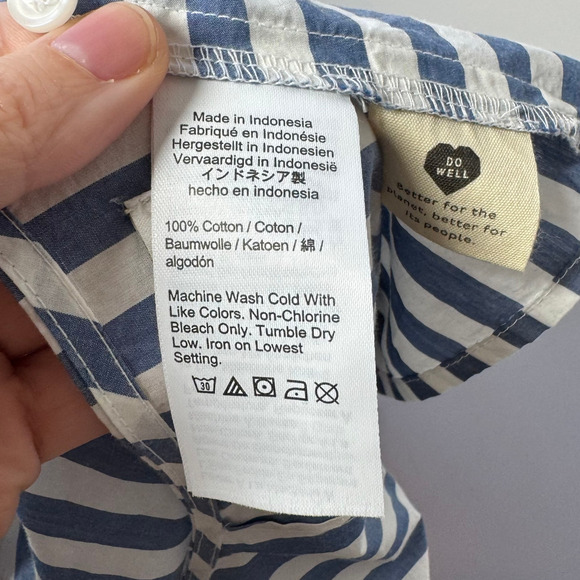 Made in Indonesia
Fabriqué en Indonésie
Hergestellt in Indonesien
Vervaardigd in Indonesië
インドネシア製
hecho en indonesia
100% Cotton / Coton /
Baumwolle / Katoen / 綿 /
algodón
Machine Wash Cold With
Like Colors. Non-Chlorine
Bleach Only. Tumble Dry
Low. Iron on Lowest
Setting.
30
DO
WELL
Better for the
planet, better for
its people.